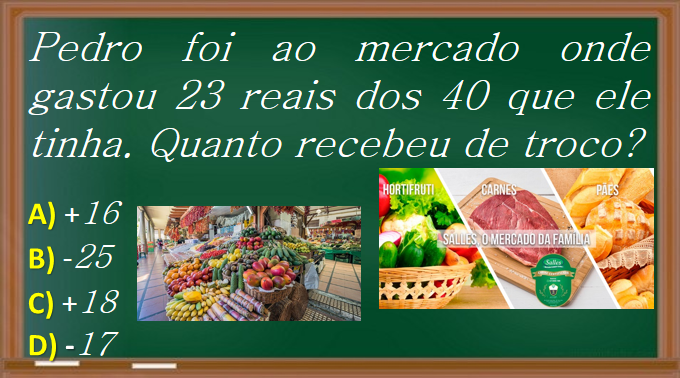 Pedro foi ao mercado onde
gastou 23 reais dos 40 que ele
tinha. Quanto recebeu de troco?
A) +16
B) -25
C) +18
D) -17
HORTIFRUTI CARNES PÃES
SALLES, O MERCADO DA FAMÍLIA
Salles